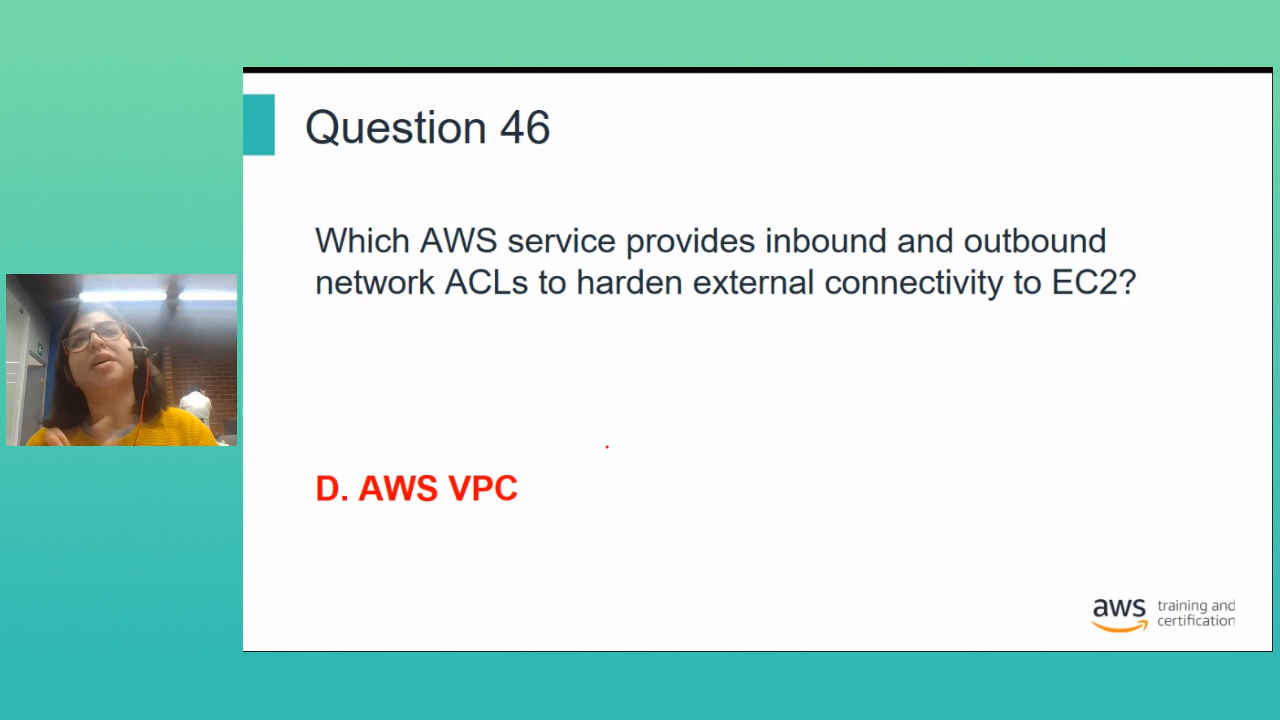 Question 46
Which AWS service provides inbound and outbound
network ACLs to harden external connectivity to EC2?
D. AWS VPC
aws training and
certification